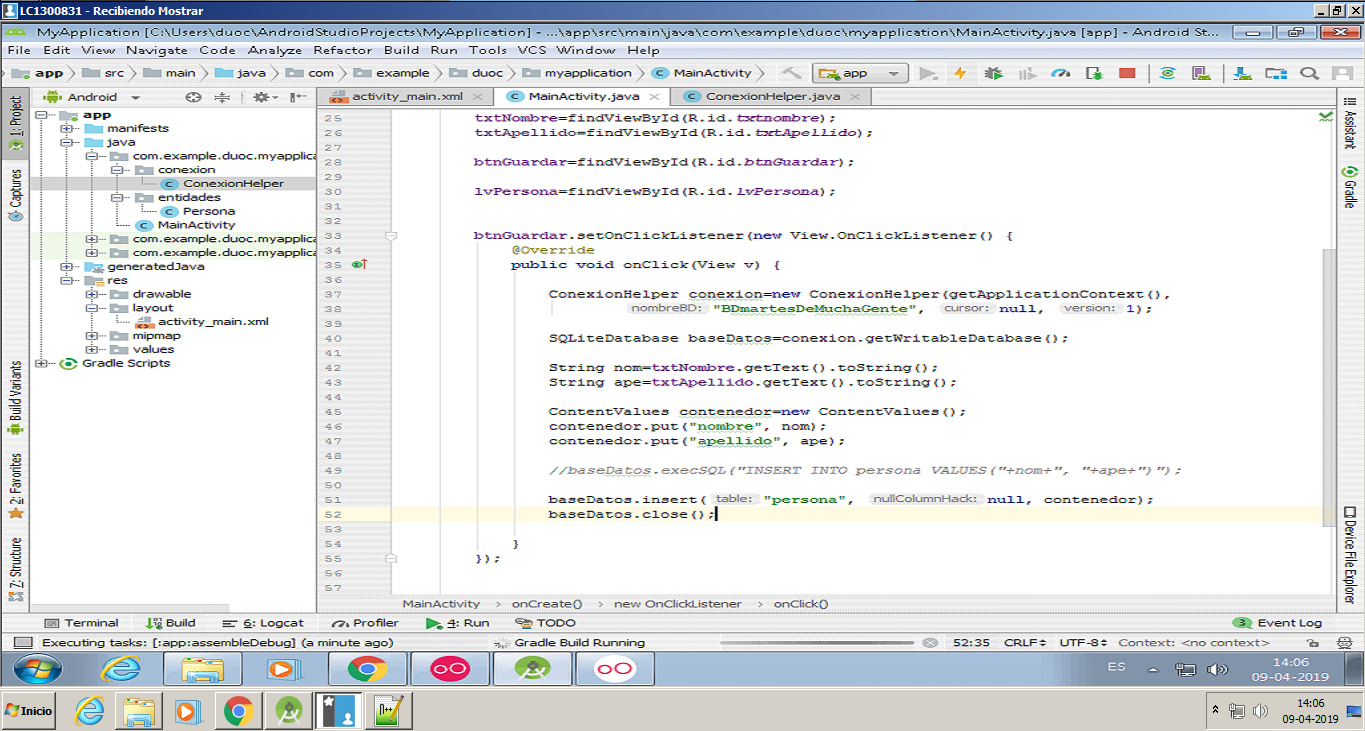 LC1300831 - Recibiendo Mostrar
MyApplication [C:\Users\duoc\AndroidStudioProjects\MyApplication] - ...\app\src\main\java\com\example\duoc\myapplication\MainActivity.java [app] - Android St...
File Edit View Navigate Code Analyze Refactor Build Run Tools VCS Window Help
app src main java com example duoc myapplication MainActivity app
Android activity_main.xml MainActivity.java ConexionHelper.java
1: Project
Captures
Build Variants
2: Favorites
7: Structure
app
manifests
java
com.example.duoc.myapplica
conexion
ConexionHelper
entidades
Persona
MainActivity
com.example.duoc.myapplica
com.example.duoc.myapplica
generatedJava
res
drawable
layout
activity_main.xml
mipmap
values
Gradle Scripts
25 txtNombre=findViewById(R.id.txtnombre);
26 txtApellido=findViewById(R.id.txtApellido);
27
28 btnGuardar=findViewById(R.id.btnGuardar);
29
30 lvPersona=findViewById(R.id.lvPersona);
31
32
33 btnGuardar.setOnClickListener(new View.OnClickListener() {
34 @Override
35 public void onClick(View v) {
36
37 ConexionHelper conexion=new ConexionHelper(getApplicationContext(),
38 nombreBD: "BDmartesDeMuchaGente", cursor: null, version: 1);
39
40 SQLiteDatabase baseDatos=conexion.getWritableDatabase();
41
42 String nom=txtNombre.getText().toString();
43 String ape=txtApellido.getText().toString();
44
45 ContentValues contenedor=new ContentValues();
46 contenedor.put("nombre", nom);
47 contenedor.put("apellido", ape);
48
49 //baseDatos.execSQL("INSERT INTO persona VALUES("+nom+", "+ape+")");
50
51 baseDatos.insert( table: "persona", nullColumnHack: null, contenedor);
52 baseDatos.close();
53
54 }
55 });
56
57
Assistant
Gradle
Device File Explorer
MainActivity › onCreate() › new OnClickListener › onClick()
Terminal Build 6: Logcat Profiler 4: Run TODO 3 Event Log
Executing tasks: [:app:assembleDebug] (a minute ago) Gradle Build Running 52:35 CRLF UTF-8 Context: <no context>
ES 14:06
09-04-2019
Inicio 14:06
09-04-2019